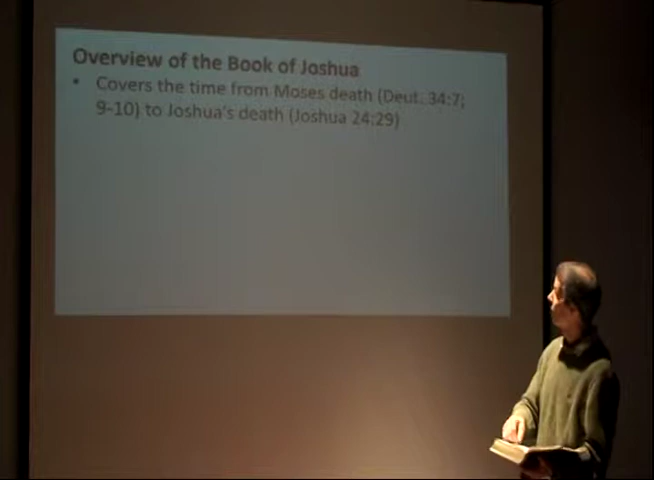 Overview of the Book of Joshua
• Covers the time from Moses death (Deut. 34:7;
9-10) to Joshua's death (Joshua 24:29)